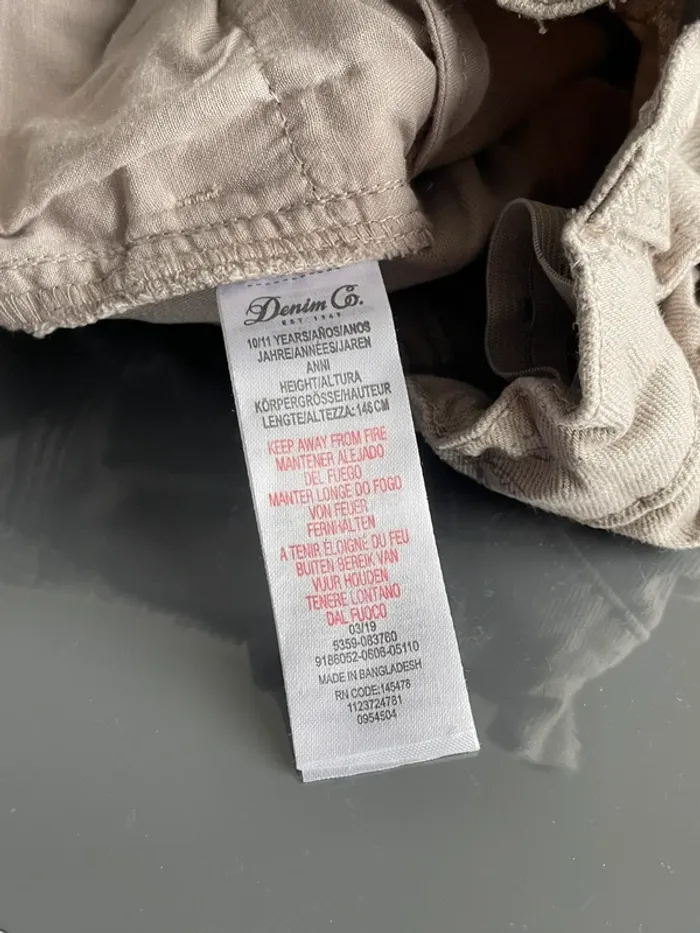 Denim Co.
EST. 1969
10/11 YEARS/AÑOS/ANOS
JAHRE/ANNÉES/JAREN
ANNI
HEIGHT/ALTURA
KÖRPERGRÖSSE/HAUTEUR
LENGTE/ALTEZZA: 146 CM
KEEP AWAY FROM FIRE
MANTENER ALEJADO
DEL FUEGO
MANTER LONGE DO FOGO
VON FEUER
FERNHALTEN
A TENIR ÉLOIGNÉ DU FEU
BUITEN BEREIK VAN
VUUR HOUDEN
TENERE LONTANO
DAL FUOCO
03/19
5359-083760
9186052-0606-05110
MADE IN BANGLADESH
RN CODE:145478
1123724781
0954504